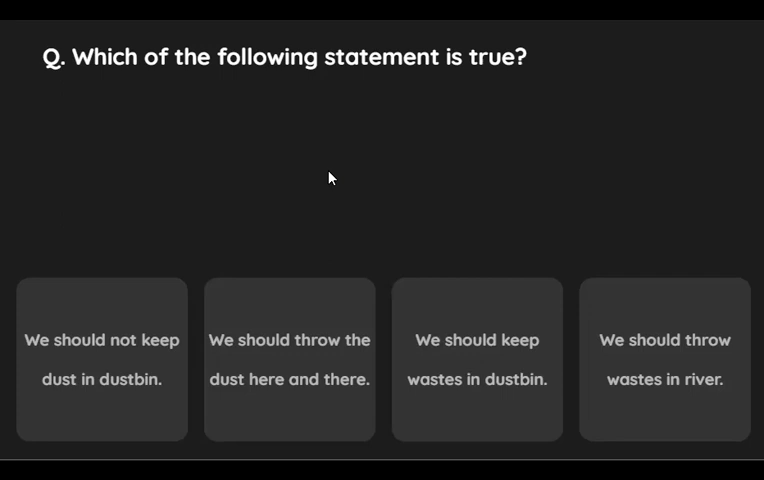 Q. Which of the following statement is true?
We should not keep
dust in dustbin.
We should throw the
dust here and there.
We should keep
wastes in dustbin.
We should throw
wastes in river.